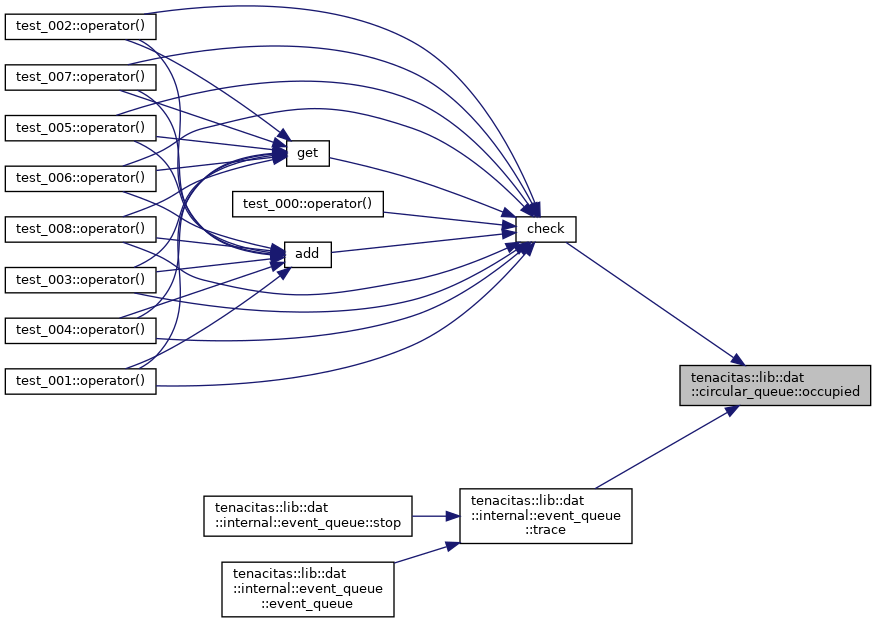 test_002::operator()
test_007::operator()
test_005::operator()
get
test_006::operator()
test_000::operator()
test_008::operator()
check
add
test_003::operator()
test_004::operator()
test_001::operator()
tenacitas::lib::dat
::circular_queue::occupied
tenacitas::lib::dat
::internal::event_queue::stop
tenacitas::lib::dat
::internal::event_queue
::trace
tenacitas::lib::dat
::internal::event_queue
::event_queue